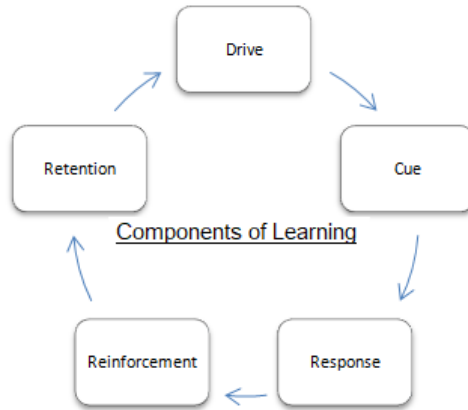 Drive
Retention
Cue
Components of Learning
Reinforcement
Response